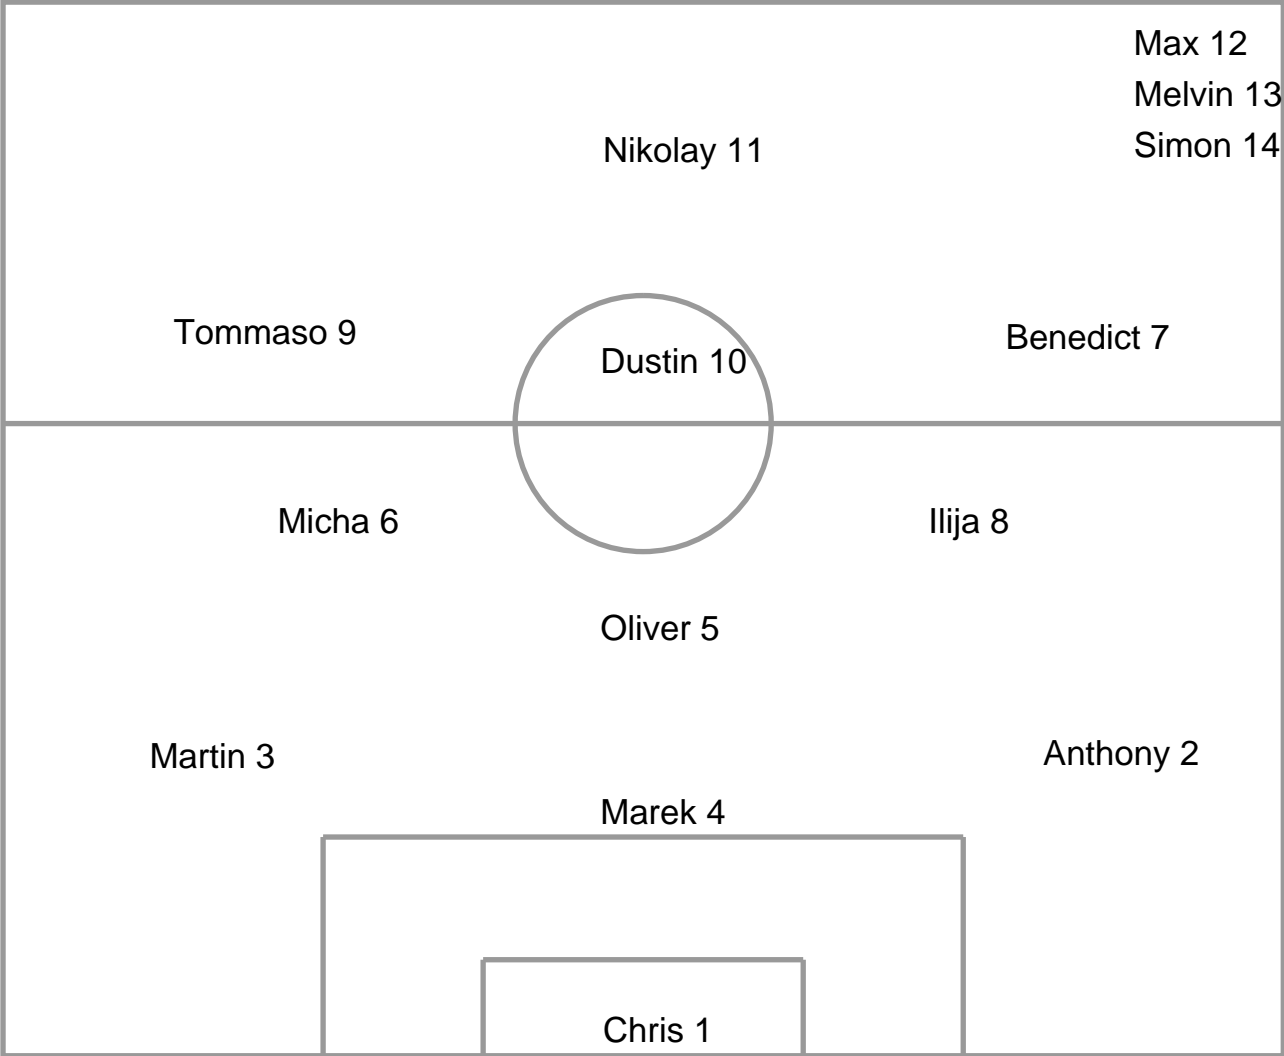 Max 12
Melvin 13
Simon 14
Nikolay 11
Tommaso 9
Dustin 10
Benedict 7
Micha 6
Ilija 8
Oliver 5
Martin 3
Anthony 2
Marek 4
Chris 1